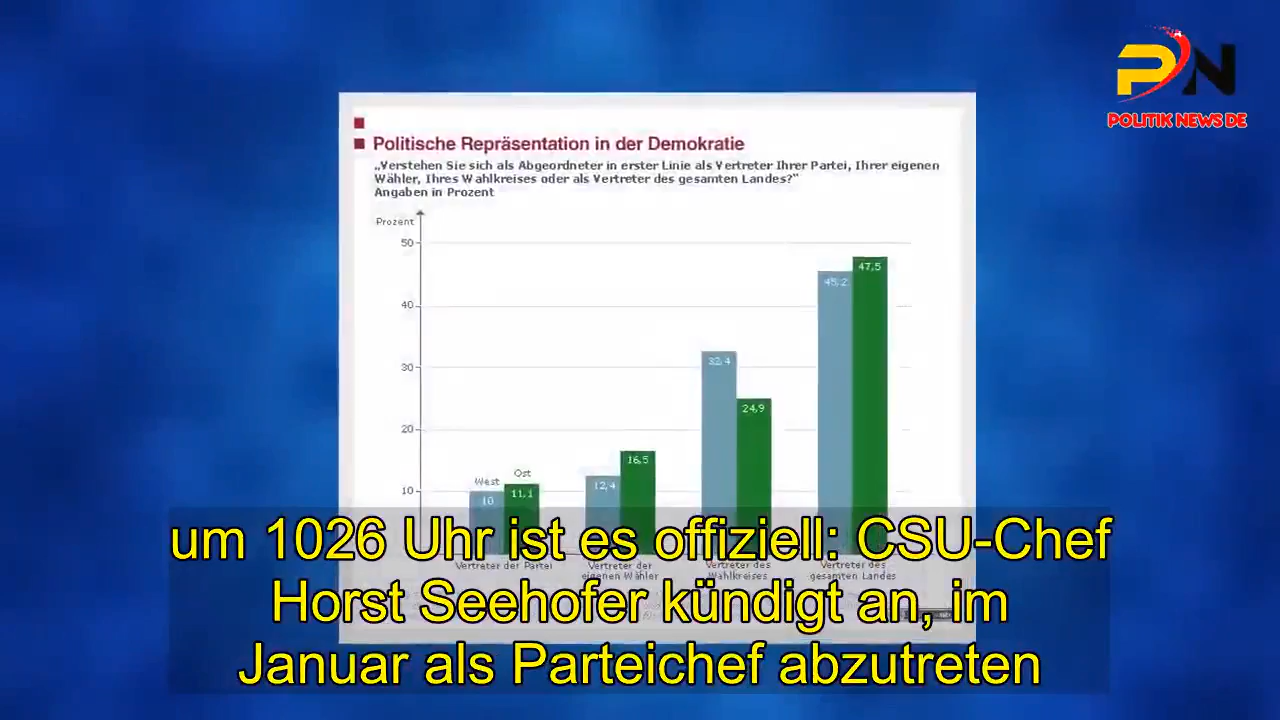 PN
POLITIK NEWS DE
Politische Repräsentation in der Demokratie
„Verstehen Sie sich als Abgeordneter in erster Linie als Vertreter Ihrer Partei, Ihrer eigenen
Wähler, Ihres Wahlkreises oder als Vertreter des gesamten Landes?"
Angaben in Prozent
Prozent
50
40
30
20
10
West
Ost
10
11,1
12,4
16,5
32,4
24,9
45,2
47,5
Vertreter der Partei
Vertreter der
eigenen Wähler
Vertreter des
Wahlkreises
Vertreter des
gesamten Landes
um 1026 Uhr ist es offiziell: CSU-Chef
Horst Seehofer kündigt an, im
Januar als Parteichef abzutreten